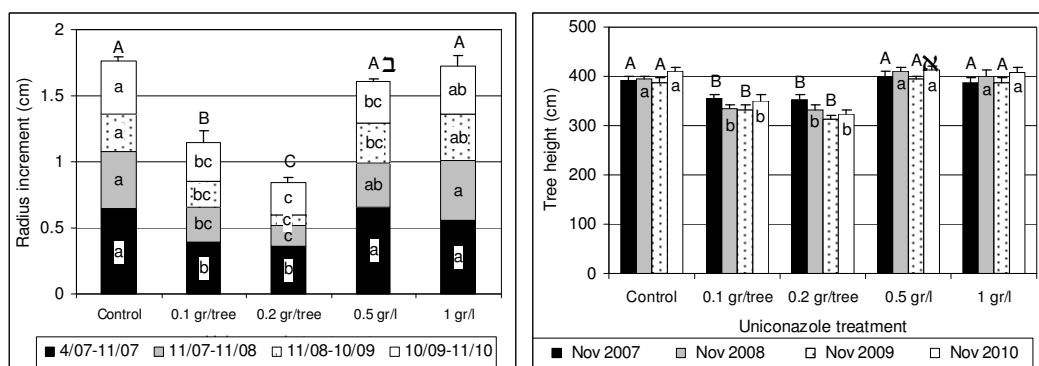 2
1.5
1
0.5
0
Radius increment (cm)
A
B
C
A ב
A
a
bc
c
bc
ab
a
bc
c
bc
ab
a
bc
c
ab
a
a
b
b
a
a
Control
0.1 gr/tree
0.2 gr/tree
0.5 gr/l
1 gr/l
4/07-11/07
11/07-11/08
11/08-10/09
10/09-11/10
500
400
300
200
100
0
Tree height (cm)
A A
B B
B B
A A א
A A
a a
b b
b b
a a
a a
Control
0.1 gr/tree
0.2 gr/tree
0.5 gr/l
1 gr/l
Uniconazole treatment
Nov 2007
Nov 2008
Nov 2009
Nov 2010